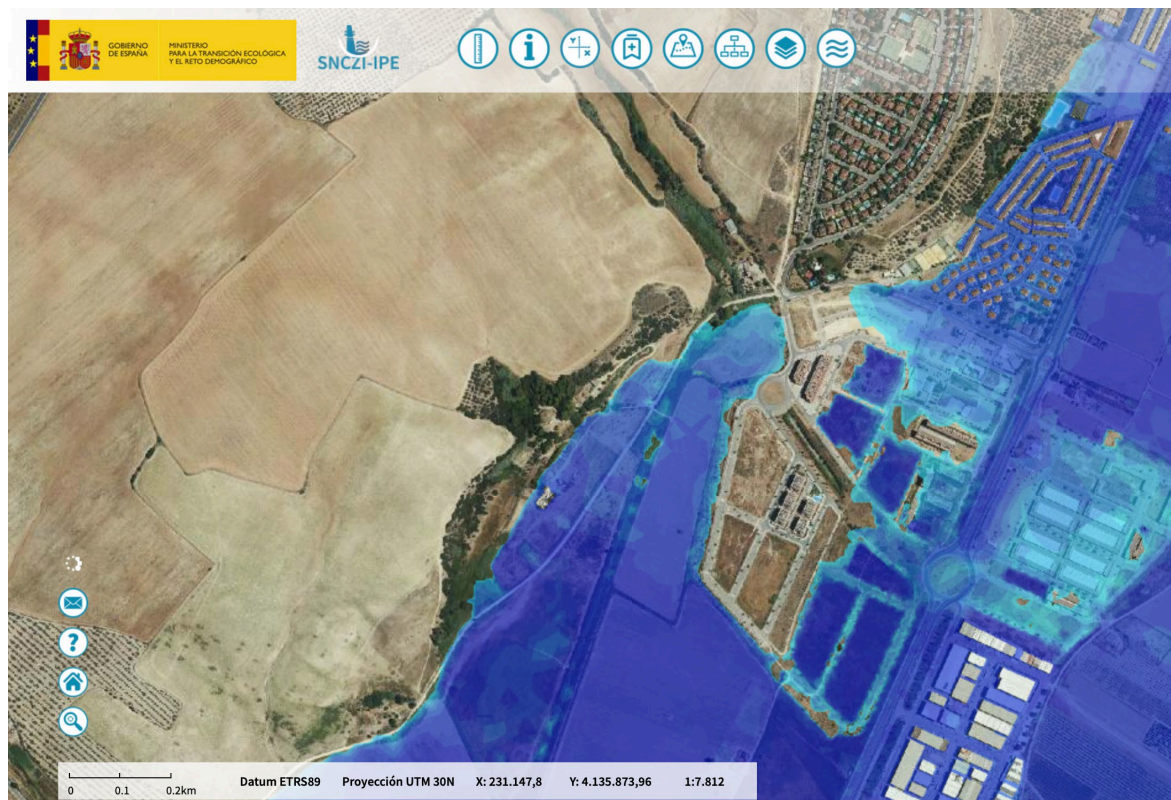 GOBIERNO
DE ESPAÑA
MINISTERIO
PARA LA TRANSICIÓN ECOLÓGICA
Y EL RETO DEMOGRÁFICO
SNCZI-IPE
0 0.1 0.2km
Datum ETRS89 Proyección UTM 30N X: 231.147,8 Y: 4.135.873,96 1:7.812